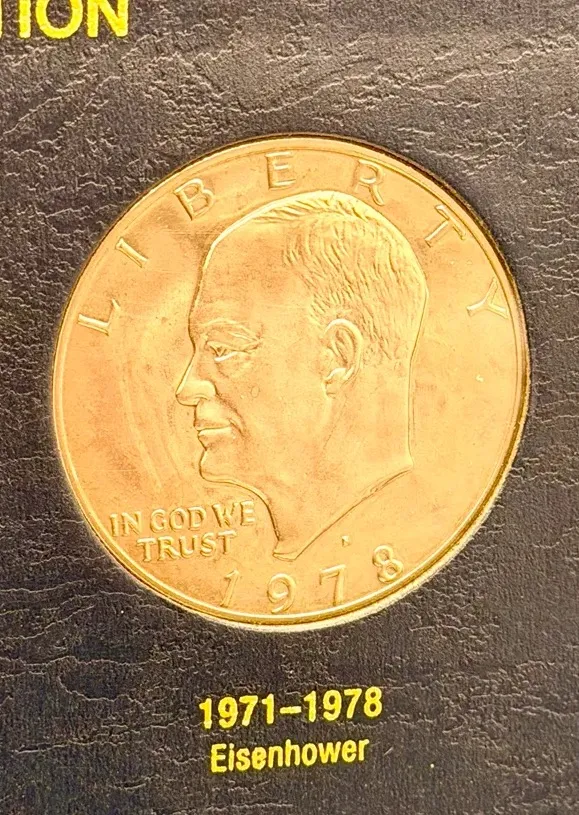 TION
LIBERTY
IN GOD WE
TRUST
1978
1971–1978
Eisenhower